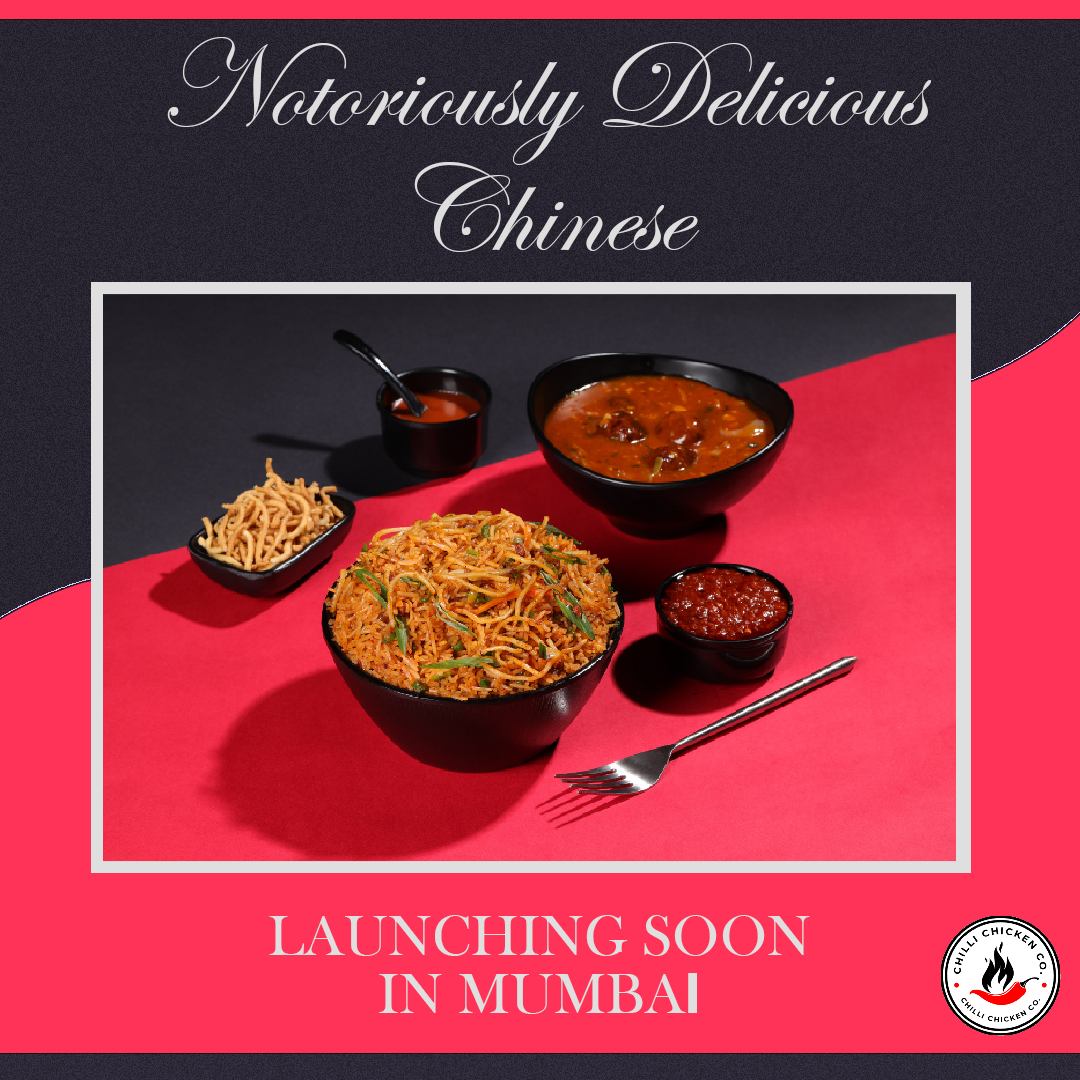 Notoriously Delicious
Chinese
LAUNCHING SOON
IN MUMBAI
CHILLI CHICKEN CO.
CHILLI CHICKEN CO.